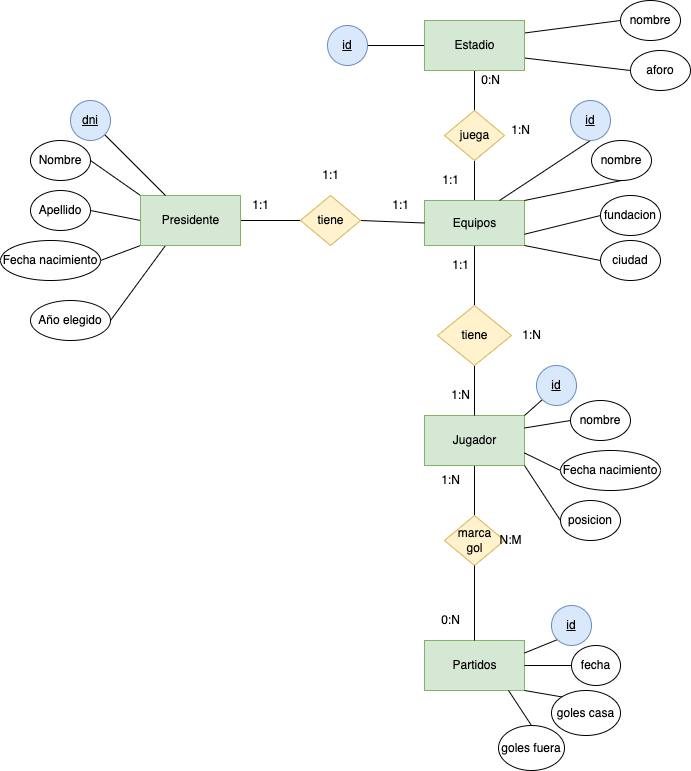 nombre
id
Estadio
aforo
0:N
dni
id
juega
1:N
Nombre
nombre
1:1
1:1
Apellido
1:1
1:1
fundacion
Presidente
tiene
Equipos
Fecha nacimiento
ciudad
1:1
Año elegido
tiene
1:N
id
1:N
nombre
Jugador
Fecha nacimiento
1:N
posicion
marca
gol
N:M
0:N
id
Partidos
fecha
goles casa
goles fuera